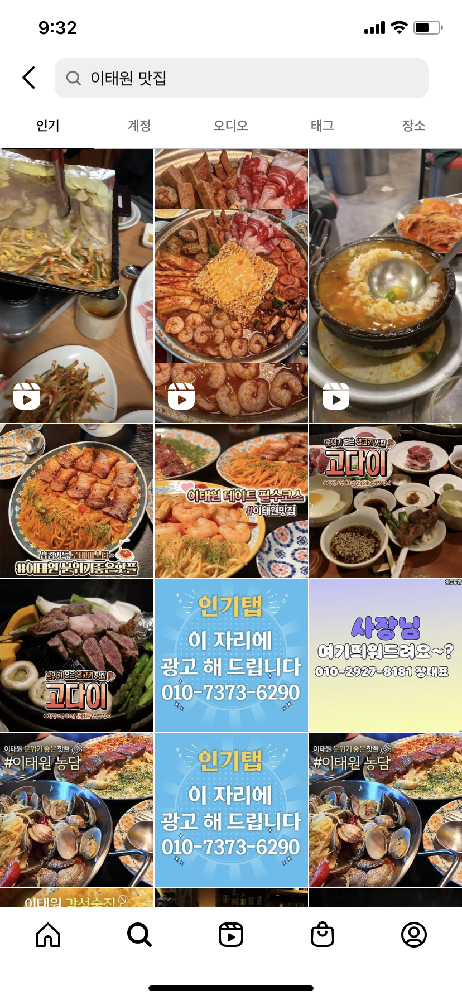 9:32
이태원 맛집
인기
계정
오디오
태그
장소
삼겹가득 로제 파스타~
#이태원 분위기좋은핫플
이태원 데이트 필수코스
#이태원맛집
분위기 좋은 양고기 맛집
고다이
분위기 좋은 양고기 맛집
고다이
인기탭
이 자리에
광고 해 드립니다
010-7373-6290
광고포함
사장님
여기띄워드려요~?
010-2927-8181 장대표
이태원 분위기 좋은 핫플
#이태원 농담
인기탭
이 자리에
광고 해 드립니다
010-7373-6290
이태원 분위기 좋은 핫플
#이태원 농담
이태원 감성술집